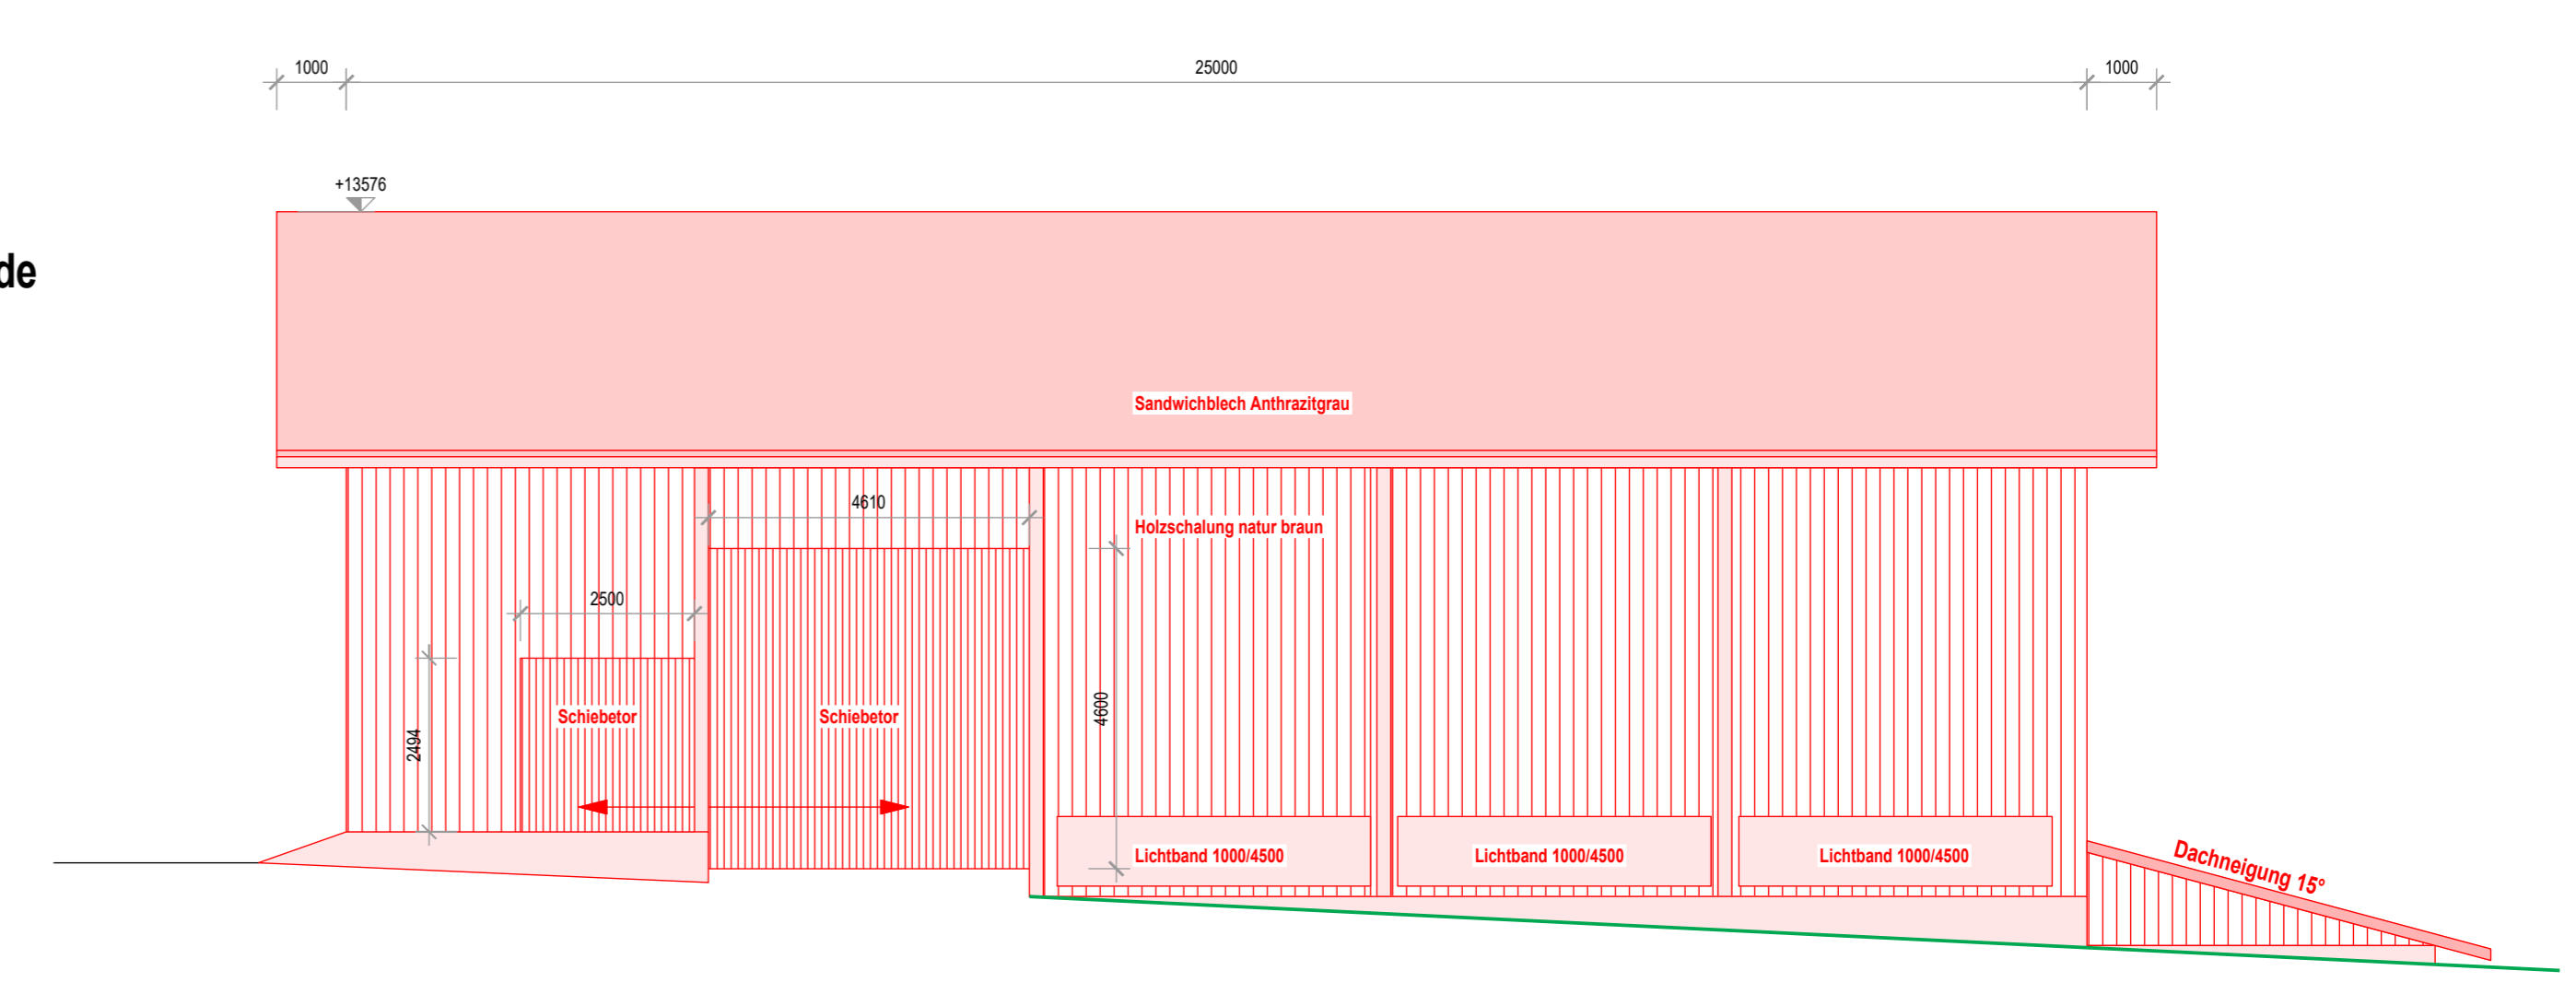 1000 25000 1000
+13576
de
Sandwichblech Anthrazitgrau
4610
Holzschalung natur braun
2500
Schiebetor Schiebetor 4600
2494
Lichtband 1000/4500 Lichtband 1000/4500 Lichtband 1000/4500
Dachneigung 15°